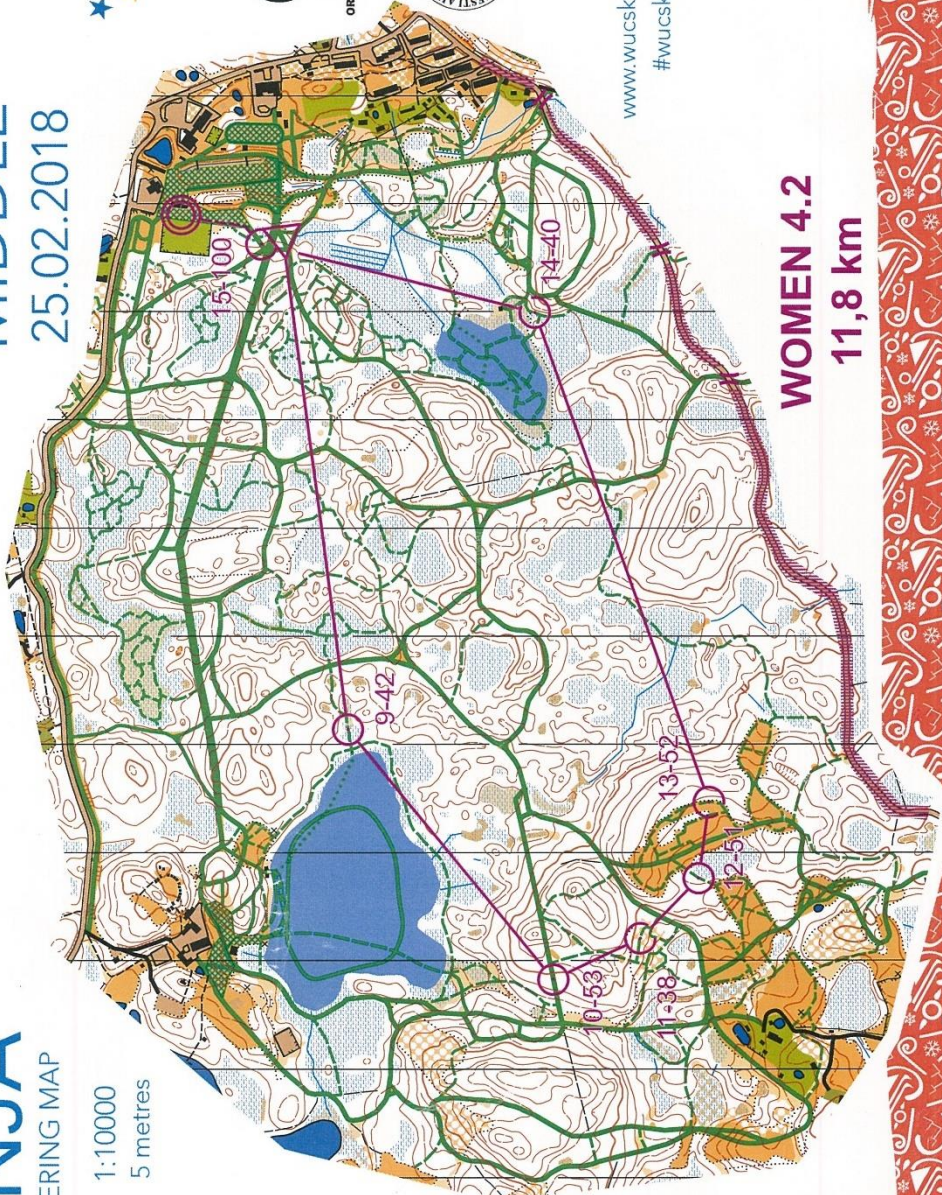 NJA
ERING MAP
1:10000
5 metres
25.02.2018
OR
www.wucsk
#wucsk
WOMEN 4.2
11,8 km
15-100
14-40
9-42
13-52
12-51
10-53
11-38